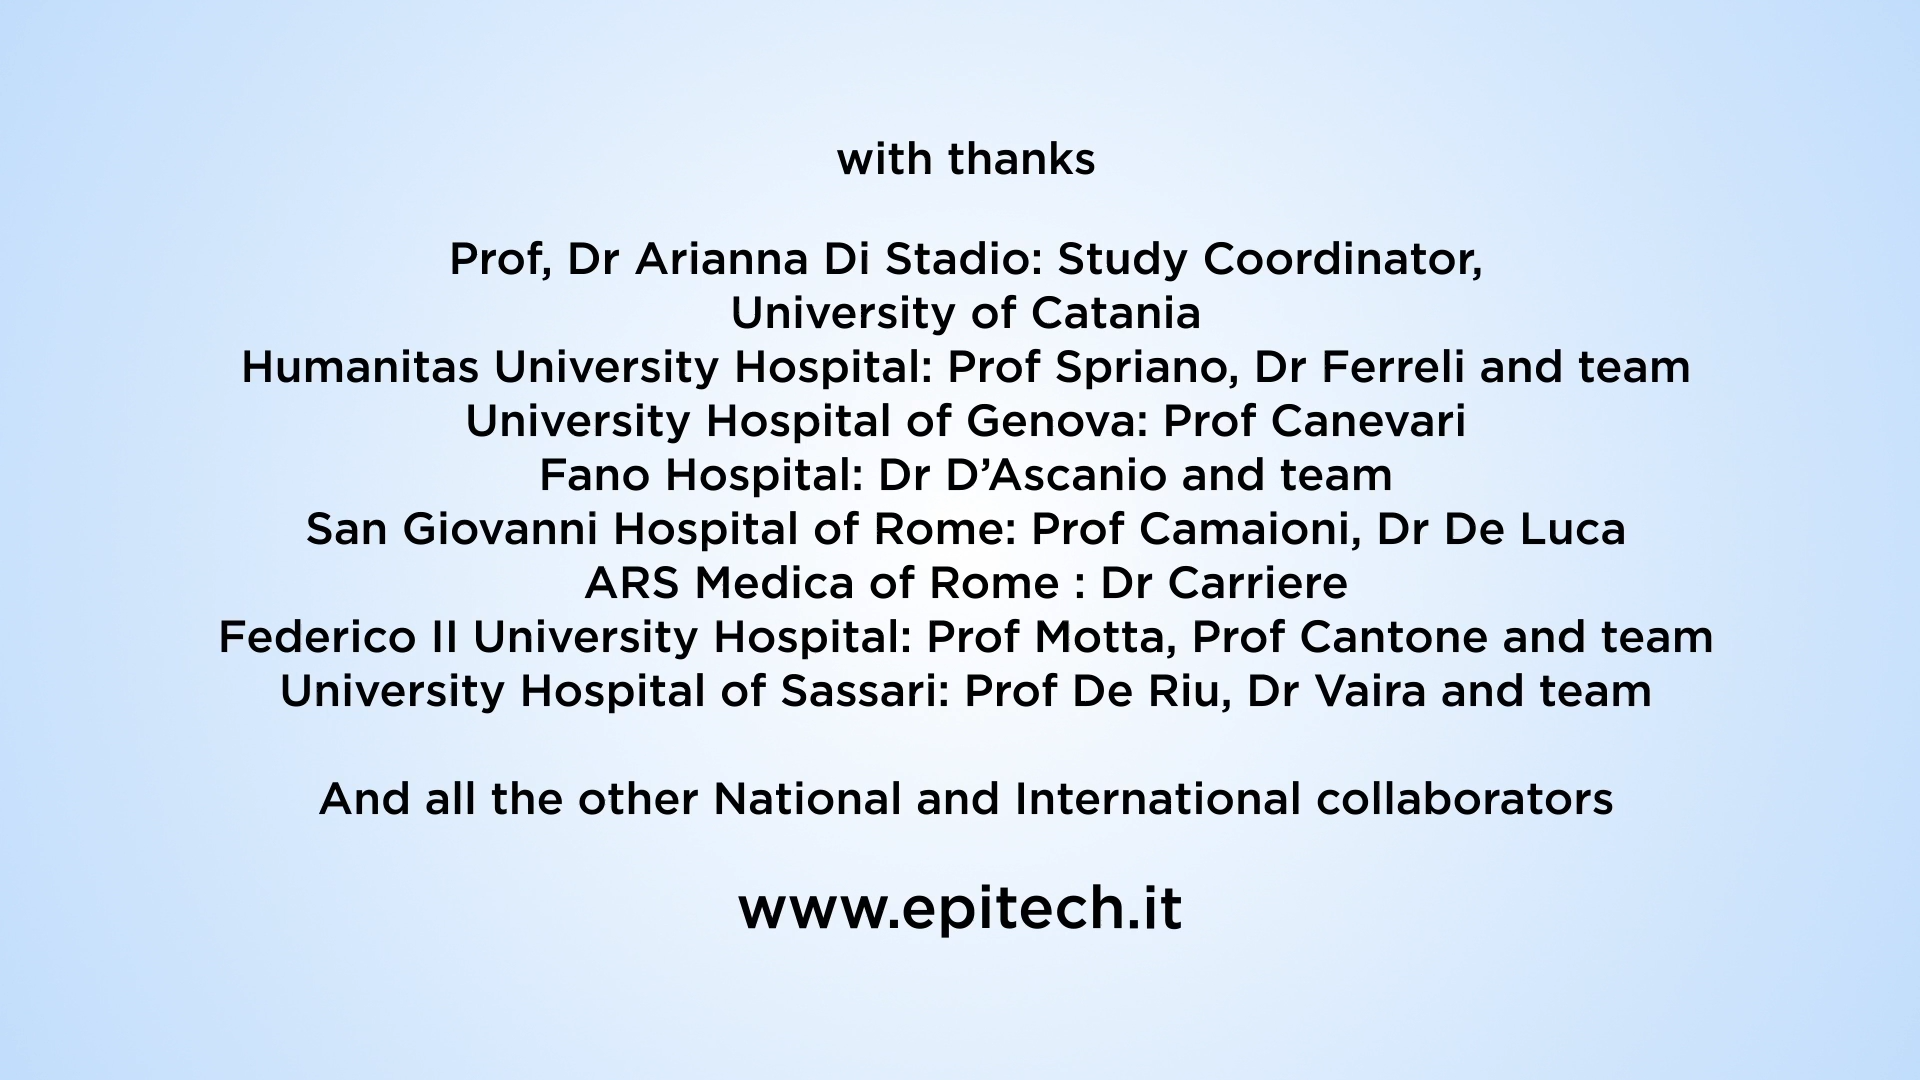 with thanks
Prof, Dr Arianna Di Stadio: Study Coordinator,
University of Catania
Humanitas University Hospital: Prof Spriano, Dr Ferreli and team
University Hospital of Genova: Prof Canevari
Fano Hospital: Dr D’Ascanio and team
San Giovanni Hospital of Rome: Prof Camaioni, Dr De Luca
ARS Medica of Rome : Dr Carriere
Federico II University Hospital: Prof Motta, Prof Cantone and team
University Hospital of Sassari: Prof De Riu, Dr Vaira and team
And all the other National and International collaborators
www.epitech.it